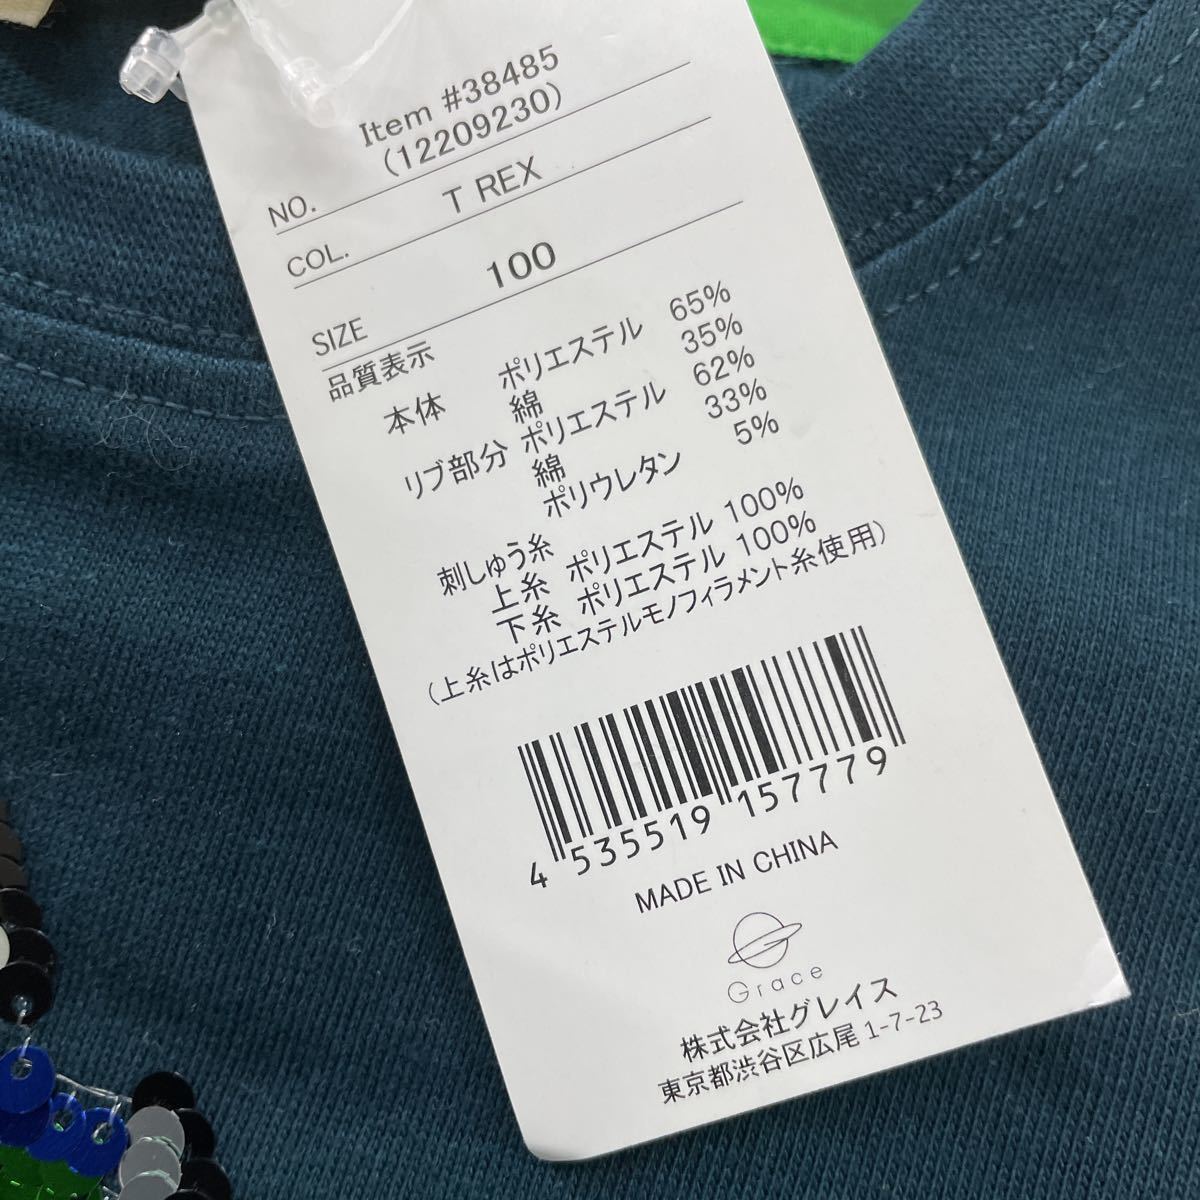 Item #38485
NO. (12209230)
COL. T REX
SIZE 100
品質表示
本体 ポリエステル 65%
綿 35%
リブ部分 ポリエステル 62%
綿 33%
ポリウレタン 5%
刺しゅう糸
上糸 ポリエステル 100%
下糸 ポリエステル 100%
(上糸はポリエステルモノフィラメント糸使用)
4 535519 157779
MADE IN CHINA
Grace
株式会社グレイス
東京都渋谷区広尾 1-7-23